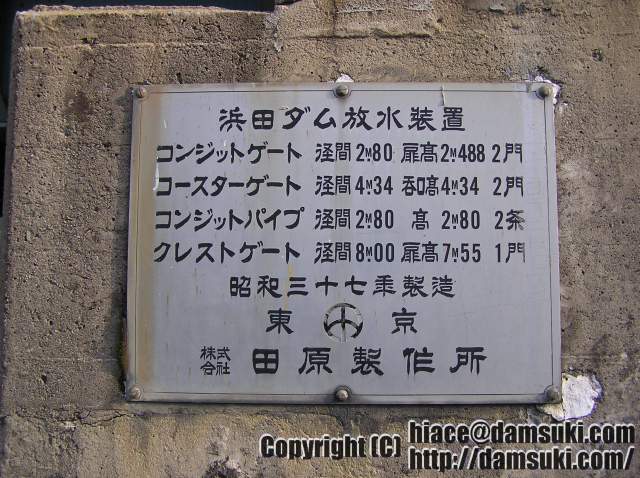 浜田ダム放水装置
コンジットゲート 径間2M80 扉髙2M488 2門
コースターゲート 径間4M34 呑髙4M34 2門
コンジットパイプ 径間2M80 髙 2M80 2条
クレストゲート 径間8M00 扉髙7M55 1門
昭和三十七年製造
東 京
株式会社 田原製作所
Copyright (C) hiace@damsuki.com
http://damsuki.com/